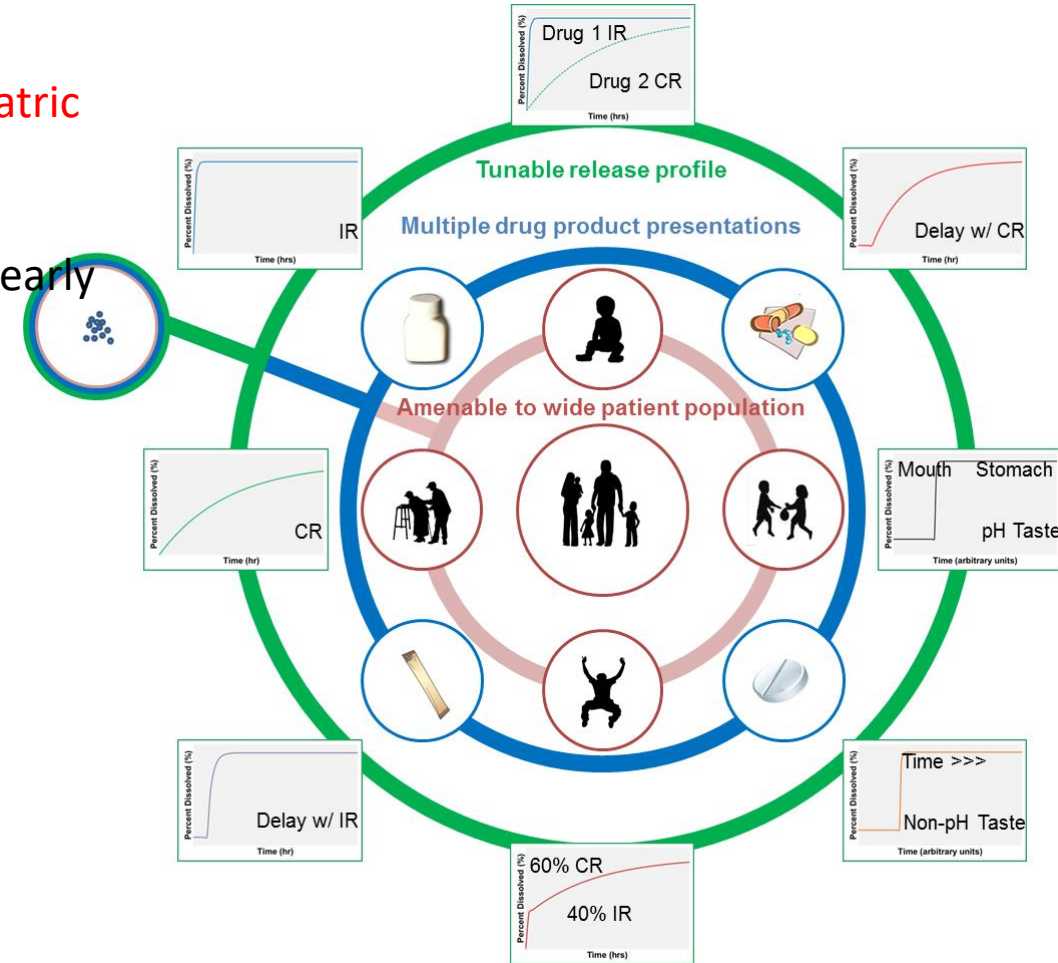 atric
early
Percent Dissolved (%)
Drug 1 IR
Drug 2 CR
Time (hrs)
Percent Dissolved (%)
IR
Time (hrs)
Tunable release profile
Multiple drug product presentations
Percent Dissolved (%)
Delay w/ CR
Time (hr)
Amenable to wide patient population
Percent Dissolved (%)
CR
Time (hr)
Percent Dissolved (%)
Mouth Stomach
pH Taste
Time (arbitrary units)
Percent Dissolved (%)
Delay w/ IR
Time (hr)
Percent Dissolved (%)
Time >>>
Non-pH Taste
Time (arbitrary units)
Percent Dissolved (%)
60% CR
40% IR
Time (hrs)